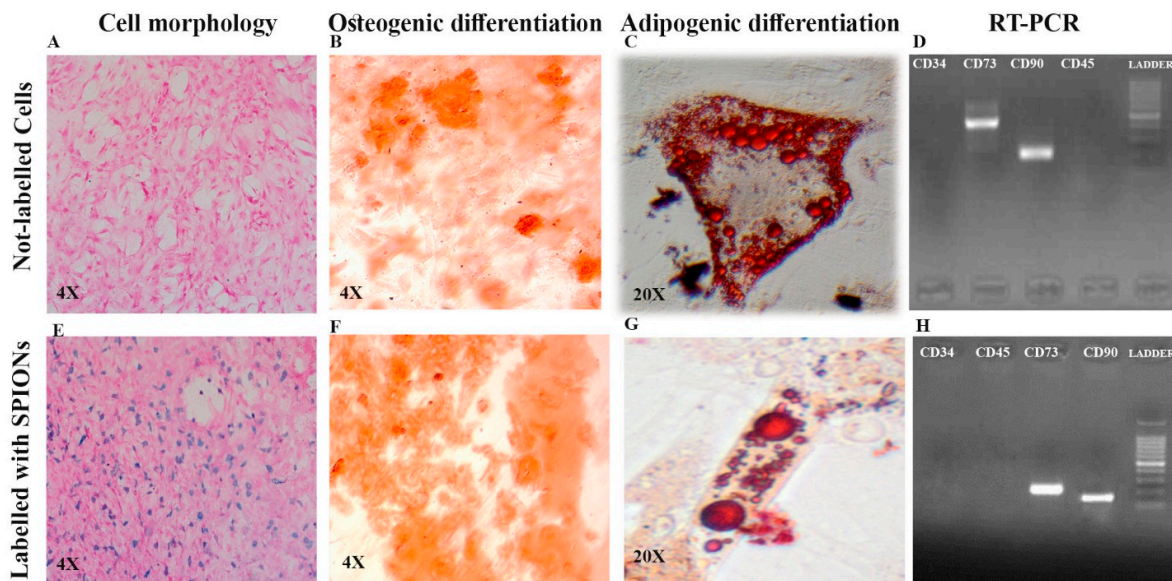 Cell morphology
Osteogenic differentiation
Adipogenic differentiation
RT-PCR
Not-labelled Cells
A
B
C
D
4X
4X
20X
CD34 CD73 CD90 CD45 LADDER
Labelled with SPIONs
E
F
G
H
4X
4X
20X
CD34 CD45 CD73 CD90 LADDER